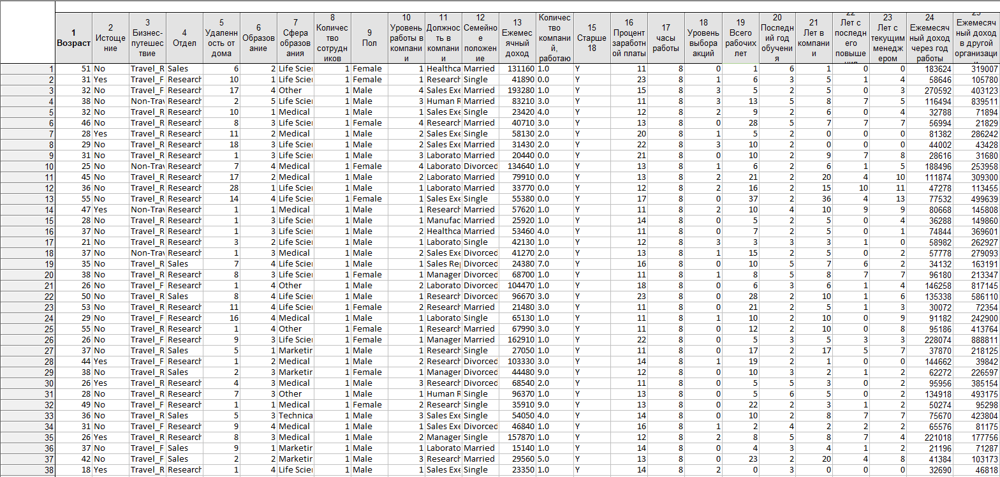 1 Возраст 2 Истощение 3 Бизнес-путешествие 4 Отдел 5 Удаленность от дома 6 Образование 7 Сфера образования 8 Количество сотрудников 9 Пол 10 Уровень работы в компании 11 Должность в компании 12 Семейное положение 13 Ежемесячный доход Количество компаний, работаю 15 Старше 18 16 Процент заработной платы 17 часы работы 18 Уровень выбора акций 19 Всего рабочих лет 20 Последний год обучения 21 Лет в компании 22 Лет с последнего повыше 23 Лет с текущим менеджером 24 Ежемесячный доход через год работы 25 Ежемесячный доход в другой организаци
1 51 No Travel_R Sales 6 2 Life Scier 1 Female 1 Healthca Married 131160 1.0 Y 11 8 0 1 6 1 0 0 183624 319007
2 31 Yes Travel_F Research 10 1 Life Scier 1 Female 1 Research Single 41890 0.0 Y 23 8 1 6 3 5 1 4 58646 105780
3 32 No Travel_F Research 17 4 Other 1 Male 4 Sales Exe Married 193280 1.0 Y 15 8 3 5 2 5 0 3 270592 403123
4 38 No Non-Trav Research 2 5 Life Scier 1 Male 3 Human R Married 83210 3.0 Y 11 8 3 13 5 8 7 5 116494 839511
5 32 No Travel_R Research 10 1 Medical 1 Male 1 Sales Exe Single 23420 4.0 Y 12 8 2 9 2 6 0 4 32788 71894
6 46 No Travel_R Research 8 3 Life Scier 1 Female 4 Research Married 40710 3.0 Y 13 8 0 28 5 7 7 7 56994 21829
7 28 Yes Travel_R Research 11 2 Medical 1 Male 2 Sales Exe Single 58130 2.0 Y 20 8 1 5 2 0 0 0 81382 286242
8 29 No Travel_R Research 18 3 Life Scier 1 Male 2 Sales Exe Married 31430 2.0 Y 22 8 3 10 2 0 0 0 44002 43428
9 31 No Travel_R Research 1 3 Life Scier 1 Male 3 Laborato Married 20440 0.0 Y 21 8 0 10 2 9 7 8 28616 31680
10 25 No Non-Trav Research 7 4 Medical 1 Female 4 Laborato Divorced 134640 1.0 Y 13 8 1 6 2 6 1 5 188496 253958
11 45 No Travel_R Research 17 2 Medical 1 Male 2 Laborato Married 79910 0.0 Y 13 8 2 21 2 20 4 10 111874 309300
12 36 No Travel_R Research 28 1 Life Scier 1 Male 1 Laborato Married 33770 0.0 Y 12 8 2 16 2 15 10 11 47278 113455
13 55 No Travel_R Research 14 4 Life Scier 1 Female 1 Sales Exe Single 55380 0.0 Y 17 8 0 37 2 36 4 13 77532 499639
14 47 Yes Non-Trav Research 1 1 Medical 1 Male 1 Research Married 57620 1.0 Y 11 8 2 10 4 10 9 9 80668 145808
15 28 No Travel_R Research 1 3 Life Scier 1 Male 1 Manufac Married 25920 1.0 Y 14 8 0 5 2 5 0 4 36288 149860
16 37 No Travel_R Research 1 3 Life Scier 1 Male 2 Healthca Married 53460 4.0 Y 11 8 0 7 2 5 0 1 74844 369601
17 21 No Travel_R Research 3 2 Life Scier 1 Male 1 Laborato Single 42130 1.0 Y 12 8 3 3 3 3 1 0 58982 262927
18 37 No Non-Trav Research 1 3 Medical 1 Male 2 Sales Exe Divorced 41270 2.0 Y 13 8 1 15 2 5 0 2 57778 279093
19 35 No Travel_R Sales 7 4 Life Scier 1 Male 1 Sales Rep Divorced 24380 7.0 Y 16 8 0 10 5 7 6 2 34132 163191
20 38 No Travel_R Research 8 3 Life Scier 1 Female 1 Manager Divorced 68700 1.0 Y 11 8 1 8 5 8 7 7 96180 213347
21 26 No Travel_F Research 1 4 Other 1 Male 2 Laborato Divorced 104470 1.0 Y 18 8 0 6 3 6 1 4 146258 817145
22 50 No Travel_R Sales 8 4 Life Scier 1 Male 1 Research Divorced 96670 3.0 Y 23 8 0 28 2 10 1 6 135338 586110
23 53 No Travel_R Research 11 4 Life Scier 1 Female 2 Research Married 21480 3.0 Y 11 8 0 21 2 5 1 3 30072 72354
24 29 No Travel_F Research 16 4 Medical 1 Male 1 Laborato Single 65130 1.0 Y 11 8 1 10 2 10 0 9 91182 242900
25 55 No Travel_R Research 1 4 Other 1 Female 1 Research Married 67990 3.0 Y 11 8 0 12 2 10 0 8 95186 413764
26 26 No Travel_F Research 9 3 Life Scier 1 Female 1 Manager Married 162910 1.0 Y 22 8 0 5 3 5 3 3 228074 888811
27 37 No Travel_R Sales 5 1 Marketir 1 Male 1 Research Single 27050 1.0 Y 11 8 0 17 2 17 5 7 37870 218125
28 44 Yes Travel_F Research 1 2 Medical 1 Male 2 Research Divorced 103330 3.0 Y 14 8 1 19 2 1 0 0 144662 39842
29 38 No Travel_R Sales 2 3 Marketir 1 Female 1 Manager Divorced 44480 9.0 Y 12 8 0 10 3 2 1 2 62272 226597
30 26 Yes Travel_R Research 4 3 Medical 1 Male 3 Research Divorced 68540 2.0 Y 11 8 0 5 5 3 0 2 95956 385154
31 28 No Travel_R Research 7 3 Other 1 Male 1 Human R Single 96370 1.0 Y 13 8 0 5 6 5 0 2 134918 493175
32 49 No Travel_R Research 1 1 Medical 1 Female 2 Research Single 35910 9.0 Y 13 8 0 22 2 3 1 2 50274 95298
33 36 No Travel_R Sales 5 3 Technica 1 Male 3 Sales Exe Single 54050 4.0 Y 14 8 0 10 2 8 7 7 75670 423804
34 31 No Travel_F Research 9 4 Medical 1 Male 1 Sales Exe Divorced 46840 1.0 Y 16 8 1 2 4 2 2 2 65576 81175
35 26 Yes Travel_R Research 8 3 Medical 1 Male 2 Manager Single 157870 1.0 Y 12 8 2 8 5 8 7 4 221018 177756
36 37 No Travel_F Sales 9 1 Marketir 1 Male 1 Laborato Married 15140 1.0 Y 14 8 0 4 3 4 1 2 21196 71287
37 42 No Travel_F Sales 2 2 Marketir 1 Male 3 Research Married 29560 5.0 Y 13 8 0 23 2 20 4 8 41384 103173
38 18 Yes Travel_R Research 1 4 Life Scier 1 Male 1 Sales Exe Single 23350 1.0 Y 14 8 2 0 3 0 0 0 32690 46818